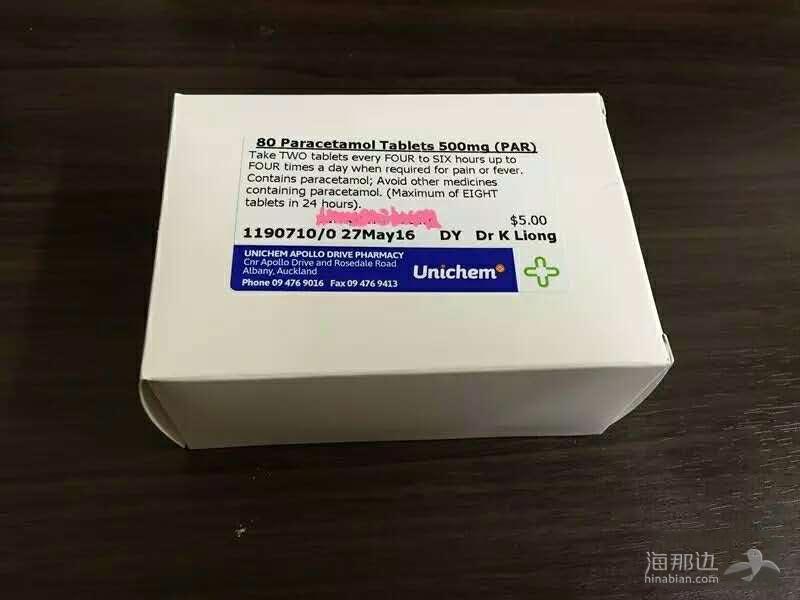 80 Paracetamol Tablets 500mg (PAR)
Take TWO tablets every FOUR to SIX hours up to
FOUR times a day when required for pain or fever.
Contains paracetamol; Avoid other medicines
containing paracetamol. (Maximum of EIGHT
tablets in 24 hours).
$5.00
1190710/0 27May16 DY Dr K Liong
UNICHEM APOLLO DRIVE PHARMACY
Cnr Apollo Drive and Rosedale Road
Albany, Auckland
Phone 09 476 9016 Fax 09 476 9413
Unichem
海那边
hinabian.com